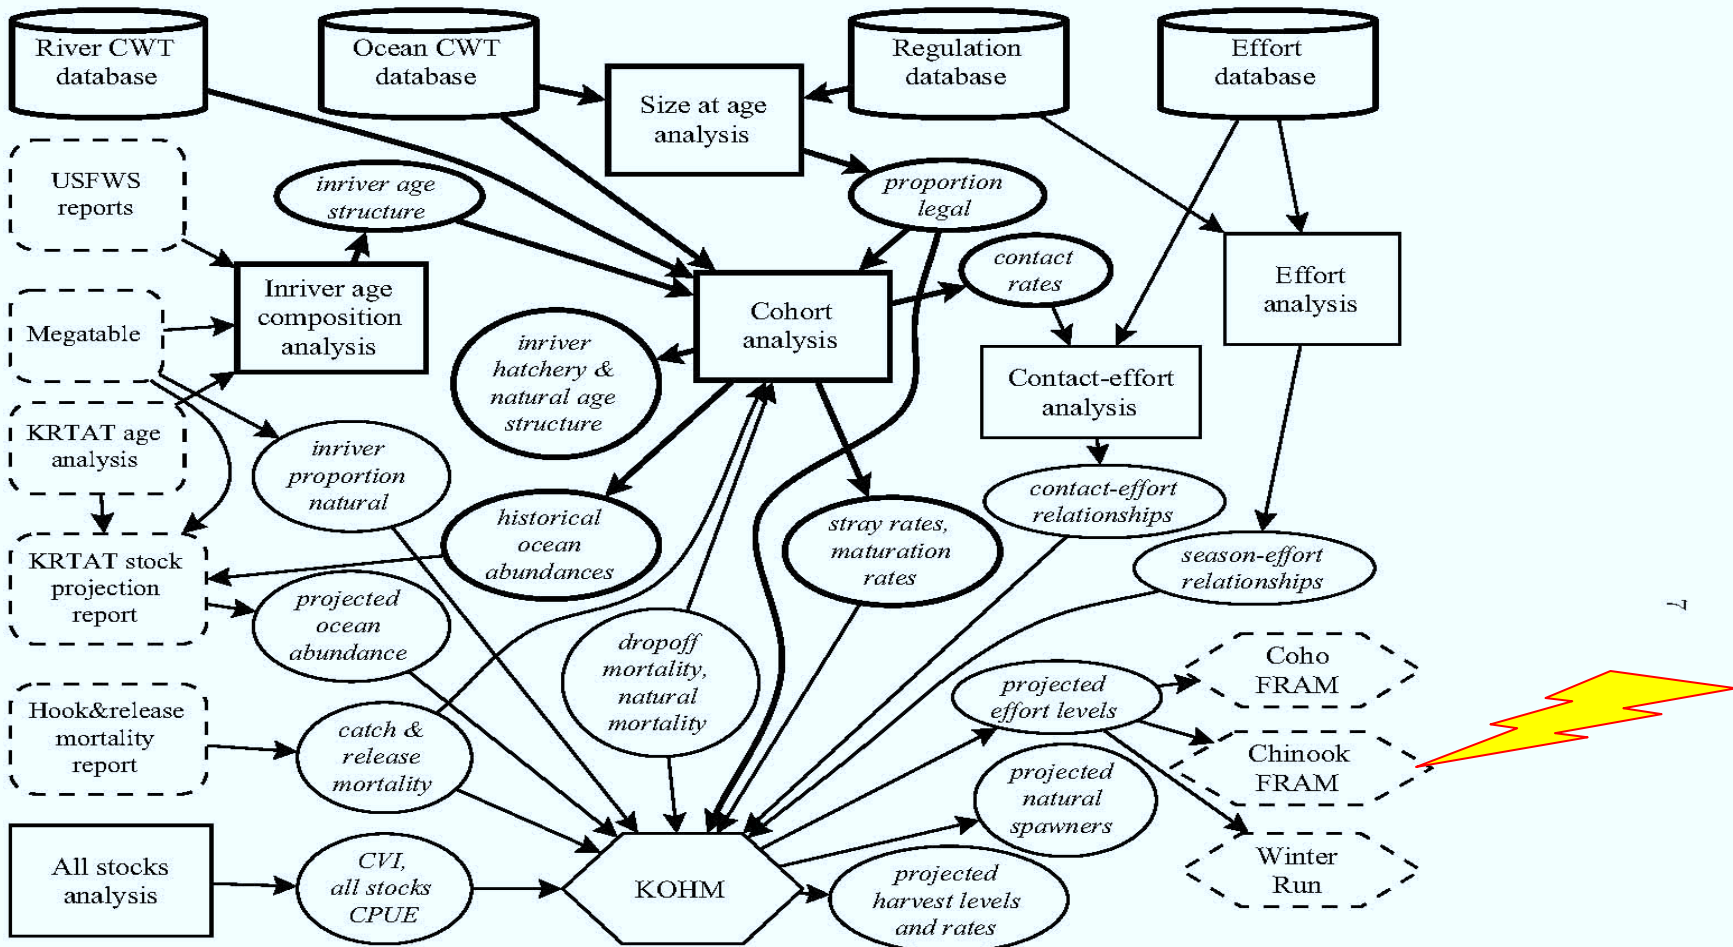 River CWT
database
Ocean CWT
database
Regulation
database
Effort
database
Size at age
analysis
USFWS
reports
inriver age
structure
proportion
legal
contact
rates
Effort
analysis
Inriver age
composition
analysis
Megatable
Cohort
analysis
inriver
hatchery &
natural age
structure
Contact-effort
analysis
KRTAT age
analysis
inriver
proportion
natural
historical
ocean
abundances
stray rates,
maturation
rates
contact-effort
relationships
season-effort
relationships
KRTAT stock
projection
report
projected
ocean
abundance
dropoff
mortality,
natural
mortality
7
Coho
FRAM
projected
effort levels
Hook&release
mortality
report
catch &
release
mortality
Chinook
FRAM
projected
natural
spawners
Winter
Run
All stocks
analysis
CVI,
all stocks
CPUE
KOHM
projected
harvest levels
and rates